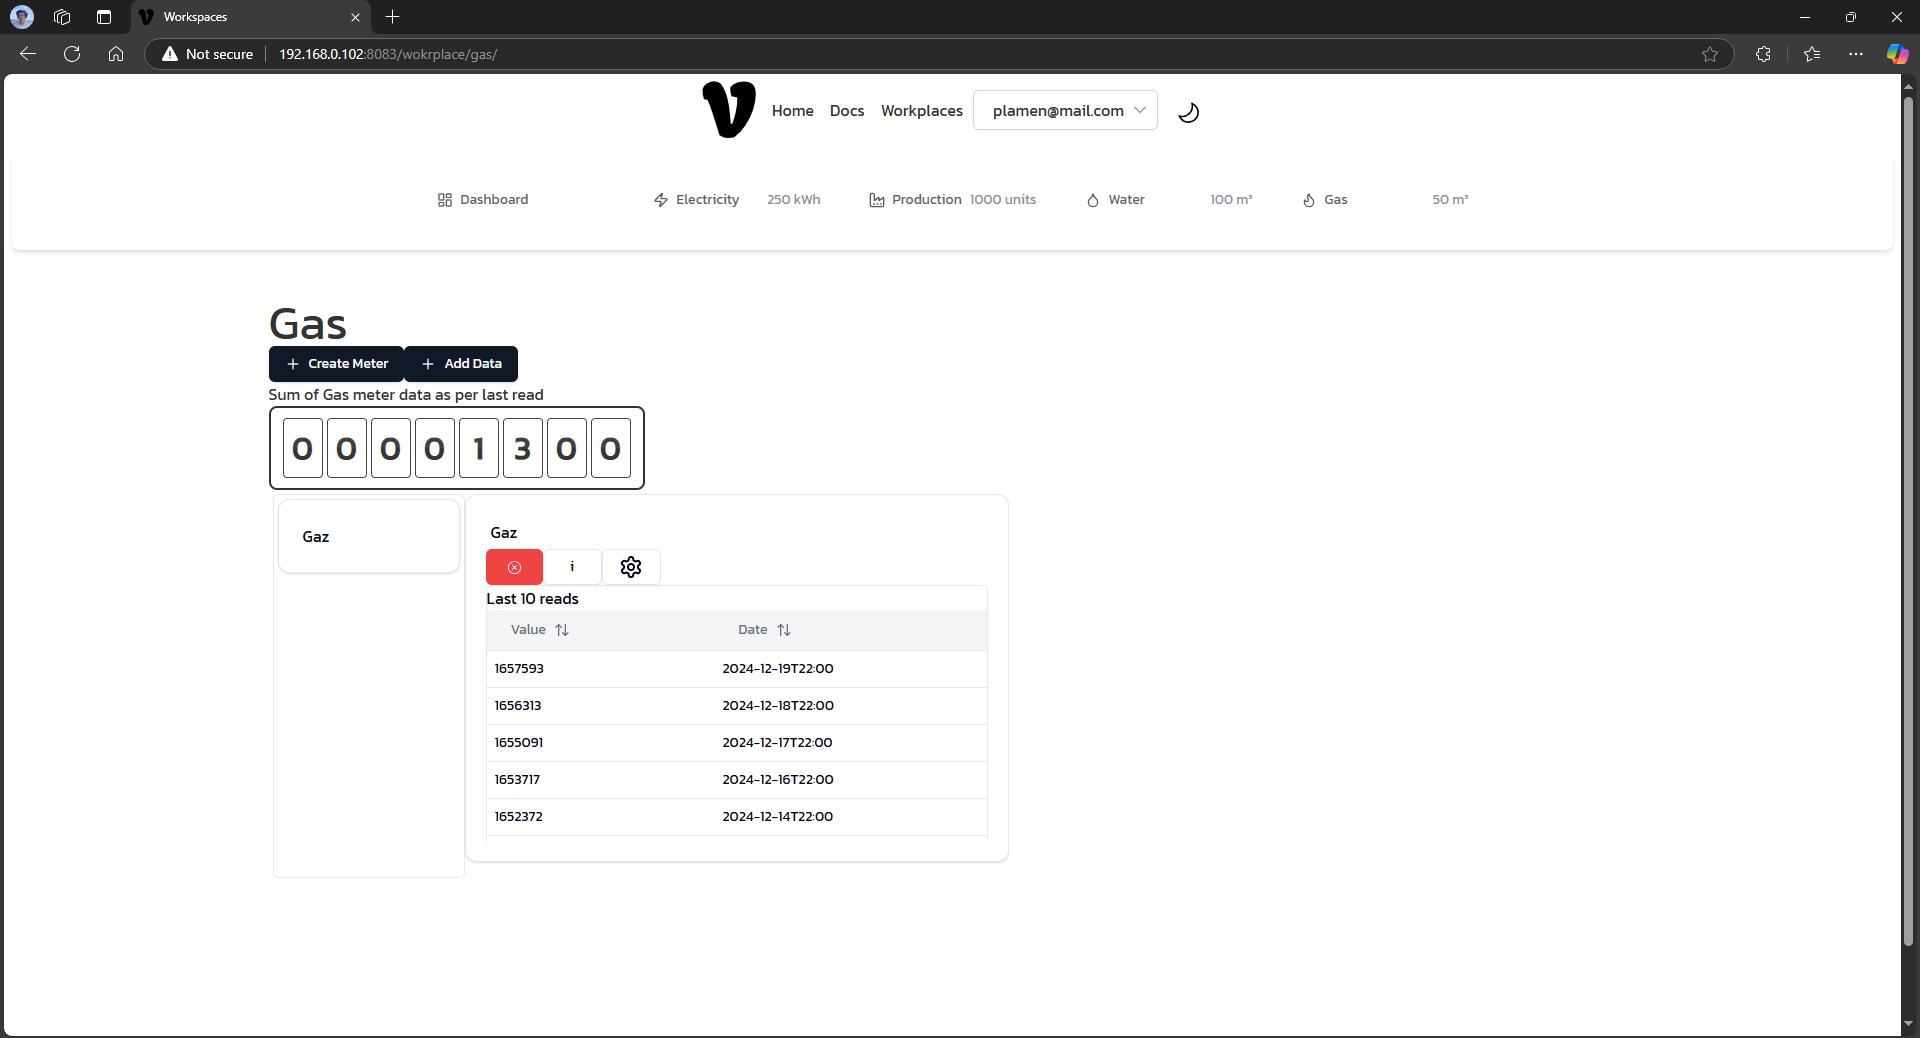 Workspaces
Not secure 192.168.0.102:8083/wokrplace/gas/
Home Docs Workplaces plamen@mail.com
Dashboard Electricity 250 kWh Production 1000 units Water 100 m³ Gas 50 m³
Gas
Create Meter Add Data
Sum of Gas meter data as per last read
0 0 0 0 1 3 0 0
Gaz
Gaz
i
Last 10 reads
Value Date
1657593 2024-12-19T22:00
1656313 2024-12-18T22:00
1655091 2024-12-17T22:00
1653717 2024-12-16T22:00
1652372 2024-12-14T22:00